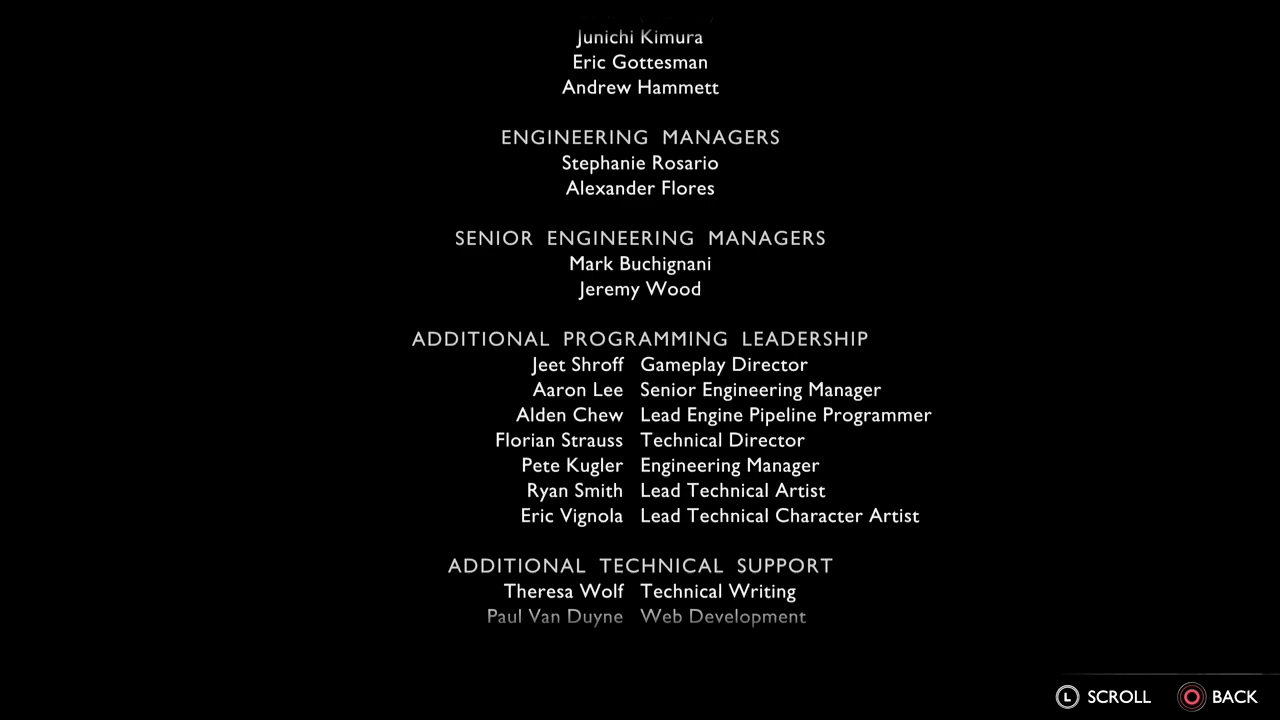 Junichi Kimura
Eric Gottesman
Andrew Hammett
ENGINEERING MANAGERS
Stephanie Rosario
Alexander Flores
SENIOR ENGINEERING MANAGERS
Mark Buchignani
Jeremy Wood
ADDITIONAL PROGRAMMING LEADERSHIP
Jeet Shroff Gameplay Director
Aaron Lee Senior Engineering Manager
Alden Chew Lead Engine Pipeline Programmer
Florian Strauss Technical Director
Pete Kugler Engineering Manager
Ryan Smith Lead Technical Artist
Eric Vignola Lead Technical Character Artist
ADDITIONAL TECHNICAL SUPPORT
Theresa Wolf Technical Writing
Paul Van Duyne Web Development
L SCROLL BACK